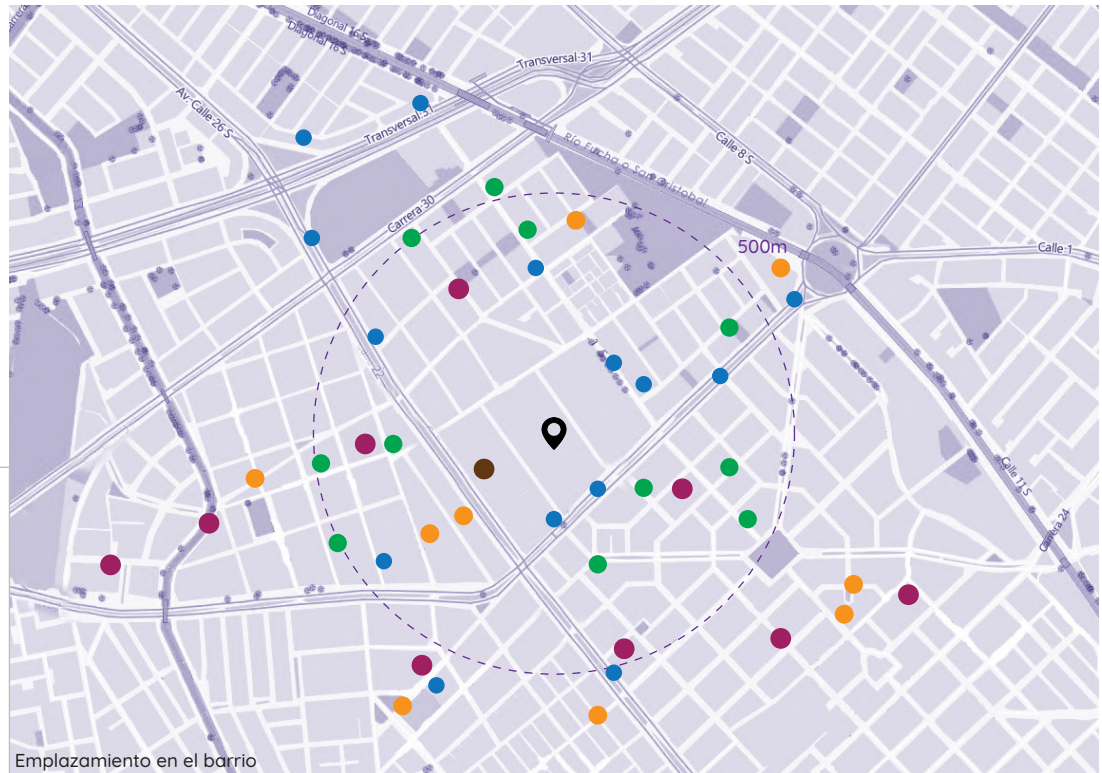 Diagonal 16 S
Diagonal 16 S
Transversal 31
Av. Calle 26 S
Transversal 31
Calle 8 S
Río Fucha o San Cristobal
Carrera 30
500m
Calle 1
22
Calle 11 S
Carrera 24
Emplazamiento en el barrio